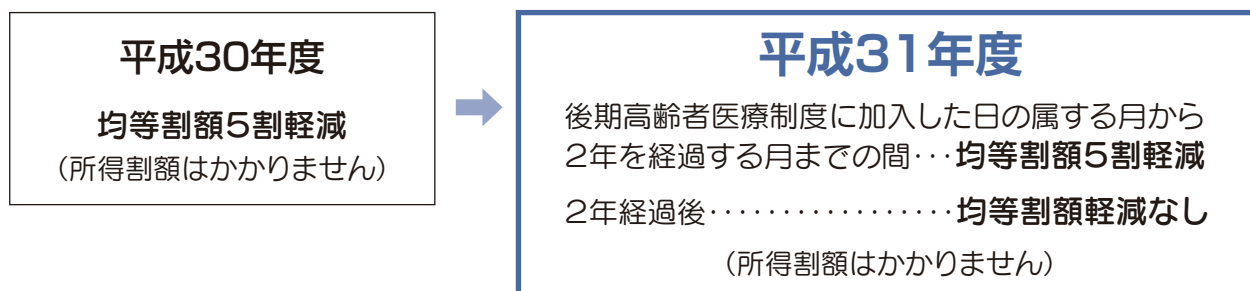 平成30年度
均等割額5割軽減
（所得割額はかかりません）
平成31年度
後期高齢者医療制度に加入した日の属する月から
2年を経過する月までの間･･･均等割額5割軽減
2年経過後･････････････････均等割額軽減なし
（所得割額はかかりません）